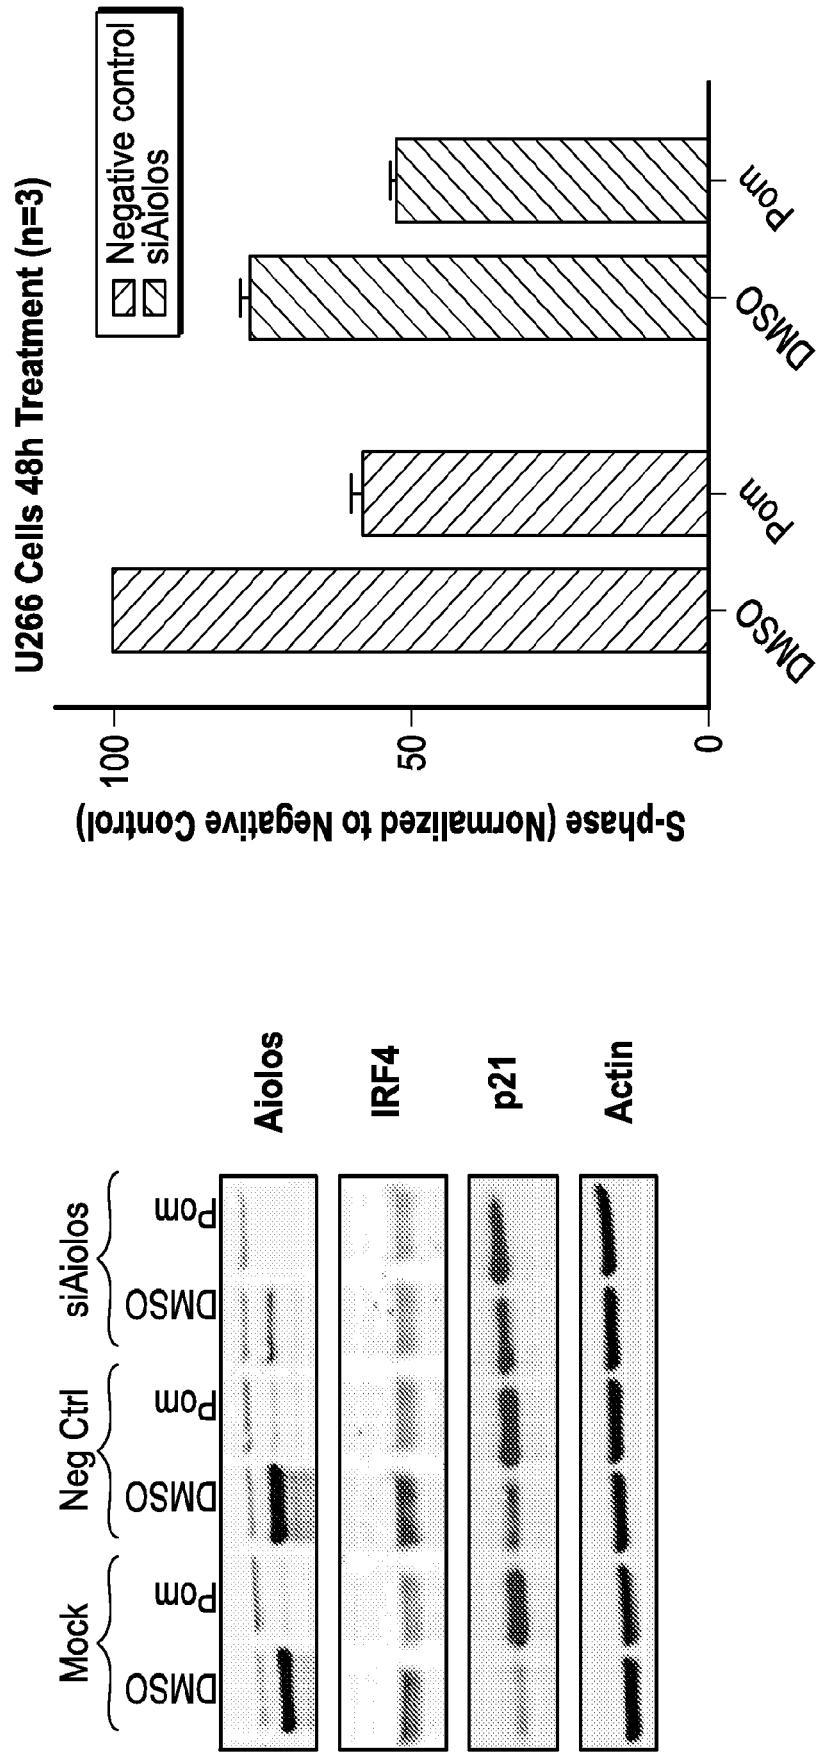 Mock
Neg Ctrl
siAiolos
DMSO
Pom
DMSO
Pom
DMSO
Pom
Aiolos
IRF4
p21
Actin
U266 Cells 48h Treatment (n=3)
Negative control
siAiolos
S-phase (Normalized to Negative Control)
100
50
0
DMSO
Pom
DMSO
Pom